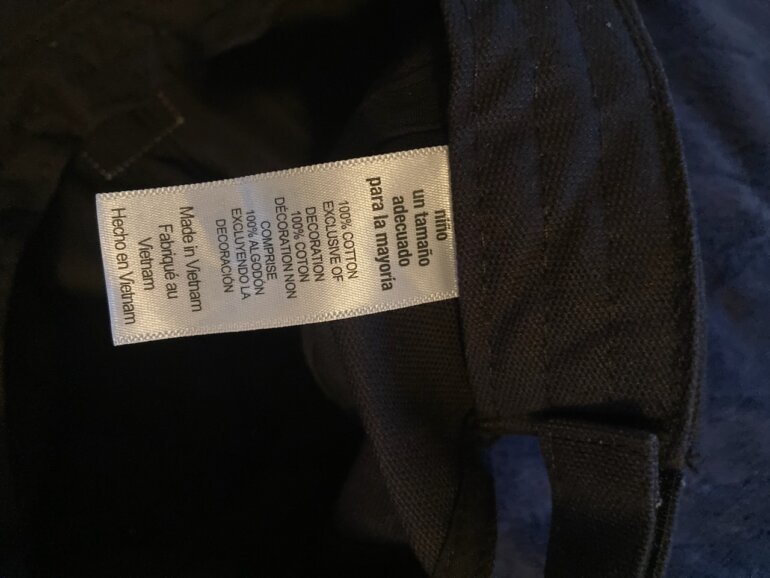 niño
un tamaño
adecuado
para la mayoría
100% COTTON
EXCLUSIVE OF
DECORATION
100% COTON
DÉCORATION NON
COMPRISE
100% ALGODÓN
EXCLUYENDO LA
DECORACIÓN
Made in Vietnam
Fabriqué au
Vietnam
Hecho en Vietnam